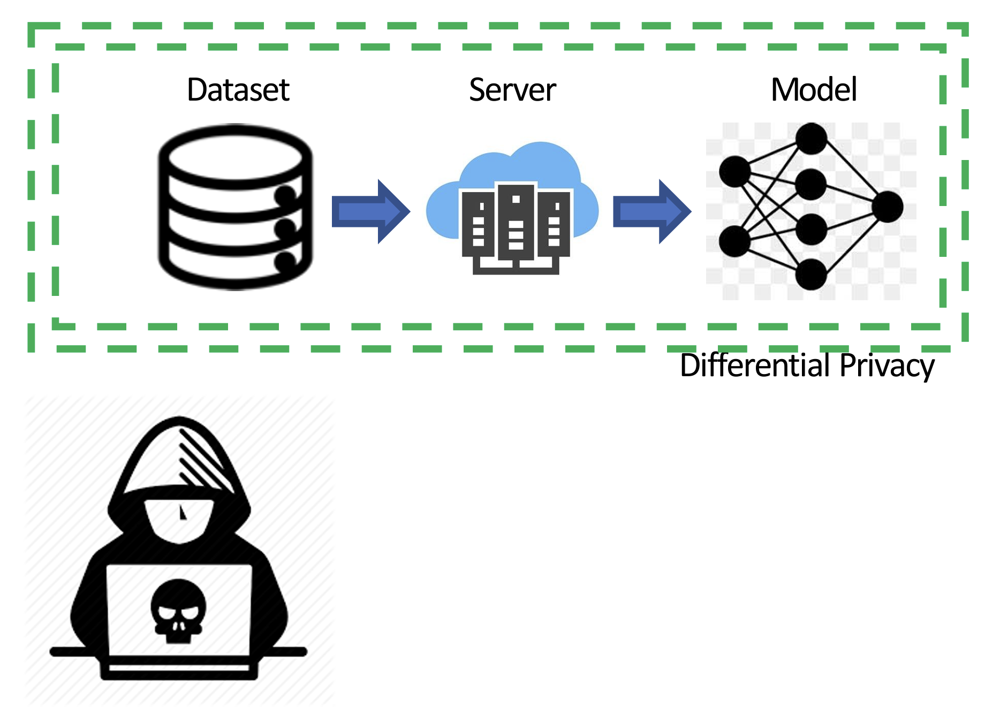 Dataset
Server
Model
Differential Privacy